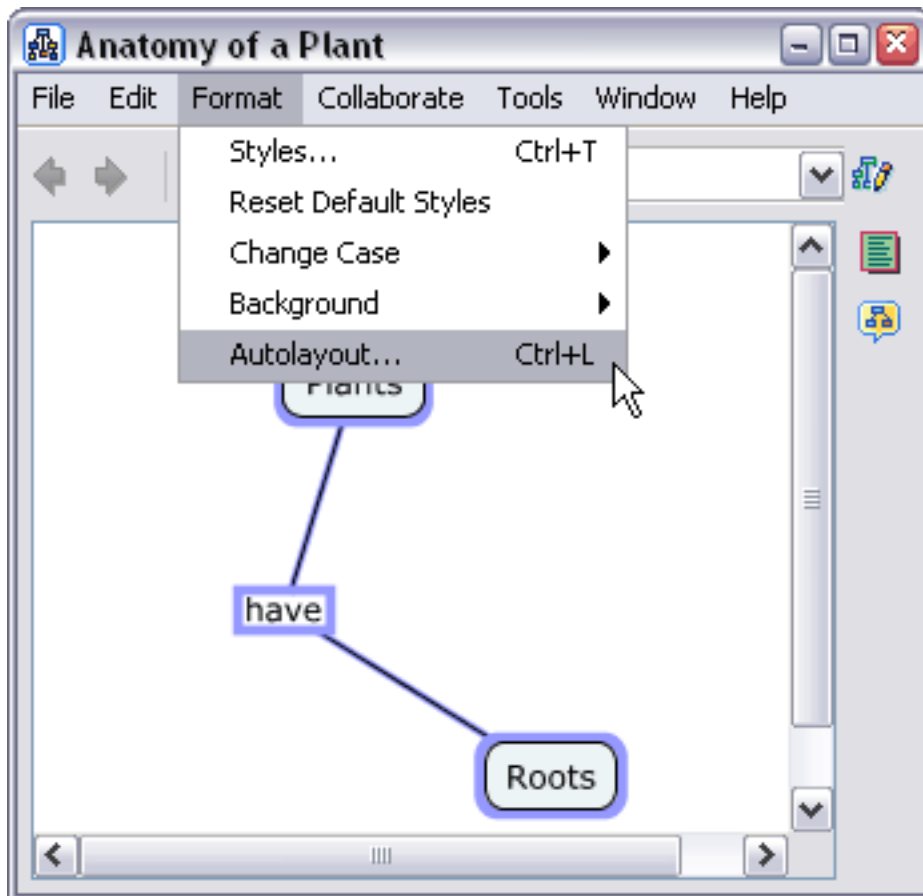 Anatomy of a Plant
File Edit Format Collaborate Tools Window Help
Styles... Ctrl+T
Reset Default Styles
Change Case
Background
Autolayout... Ctrl+L
Plants
have
Roots